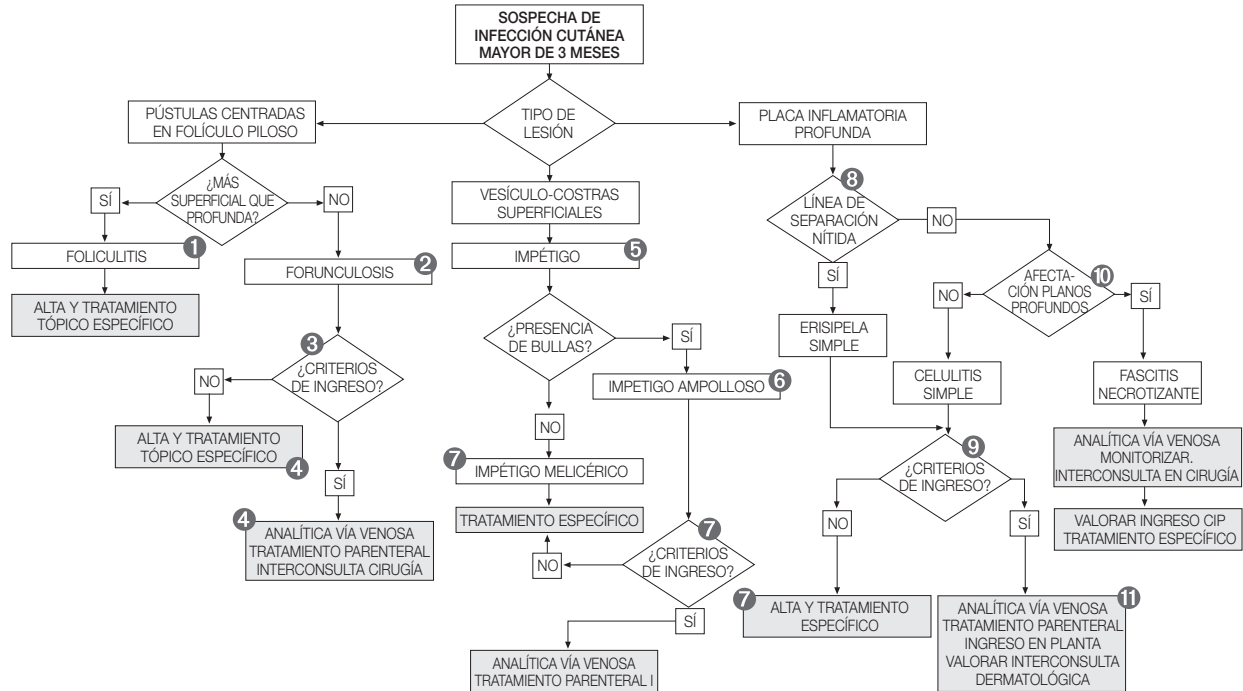 SOSPECHA DE
INFECCIÓN CUTÁNEA
MAYOR DE 3 MESES
TIPO DE
LESIÓN
PÚSTULAS CENTRADAS
EN FOLÍCULO PILOSO
¿MÁS
SUPERFICIAL QUE
PROFUNDA?
SÍ
NO
1
FOLICULITIS
ALTA Y TRATAMIENTO
TÓPICO ESPECÍFICO
2
FORUNCULOSIS
3
¿CRITERIOS
DE INGRESO?
NO
ALTA Y TRATAMIENTO
TÓPICO ESPECÍFICO
4
SÍ
4
ANALÍTICA VÍA VENOSA
TRATAMIENTO PARENTERAL
INTERCONSULTA CIRUGÍA
VESÍCULO-COSTRAS
SUPERFICIALES
5
IMPÉTIGO
¿PRESENCIA
DE BULLAS?
SÍ
6
IMPETIGO AMPOLLOSO
NO
7
IMPÉTIGO MELICÉRICO
TRATAMIENTO ESPECÍFICO
7
¿CRITERIOS
DE INGRESO?
NO
SÍ
ANALÍTICA VÍA VENOSA
TRATAMIENTO PARENTERAL I
PLACA INFLAMATORIA
PROFUNDA
8
LÍNEA DE
SEPARACIÓN
NÍTIDA
NO
SÍ
ERISIPELA
SIMPLE
10
AFECTA-
CIÓN PLANOS
PROFUNDOS
NO
SÍ
CELULITIS
SIMPLE
FASCITIS
NECROTIZANTE
ANALÍTICA VÍA VENOSA
MONITORIZAR.
INTERCONSULTA EN CIRUGÍA
VALORAR INGRESO CIP
TRATAMIENTO ESPECÍFICO
9
¿CRITERIOS
DE INGRESO?
NO
SÍ
7
ALTA Y TRATAMIENTO
ESPECÍFICO
11
ANALÍTICA VÍA VENOSA
TRATAMIENTO PARENTERAL
INGRESO EN PLANTA
VALORAR INTERCONSULTA
DERMATOLÓGICA